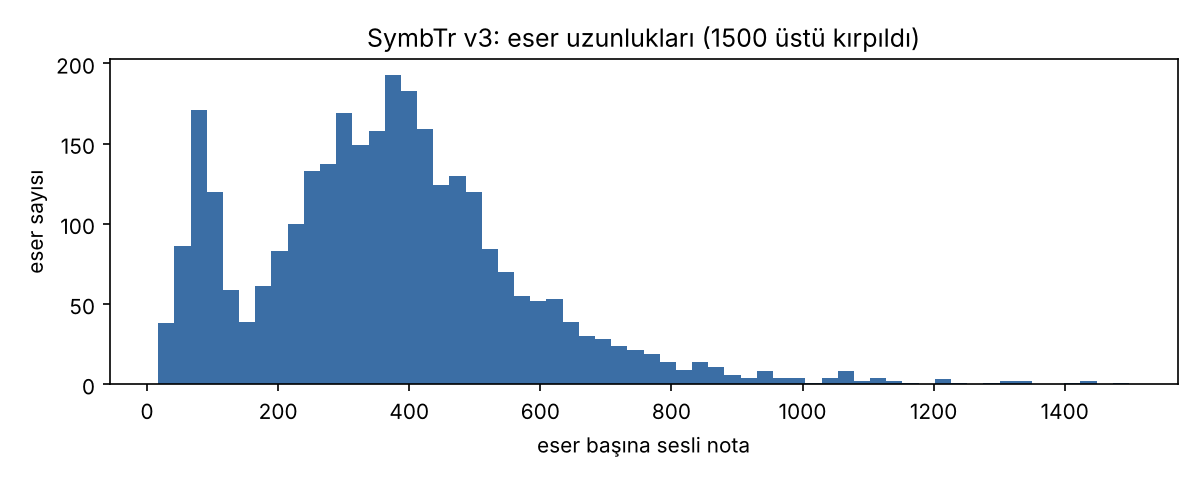 SymbTr v3: eser uzunlukları (1500 üstü kırpıldı)
eser sayısı
200
150
100
50
0
0 200 400 600 800 1000 1200 1400
eser başına sesli nota